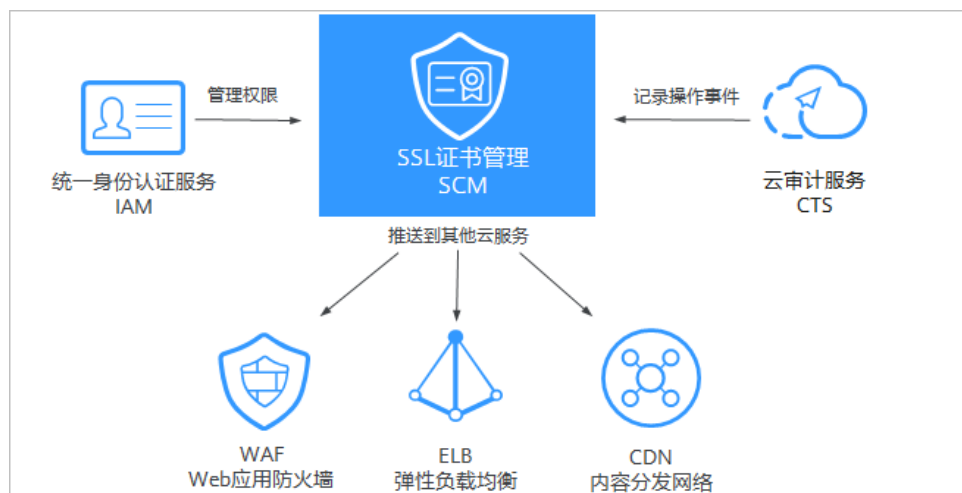 管理权限
统一身份认证服务
IAM
SSL证书管理
SCM
记录操作事件
云审计服务
CTS
推送到其他云服务
WAF
Web应用防火墙
ELB
弹性负载均衡
CDN
内容分发网络